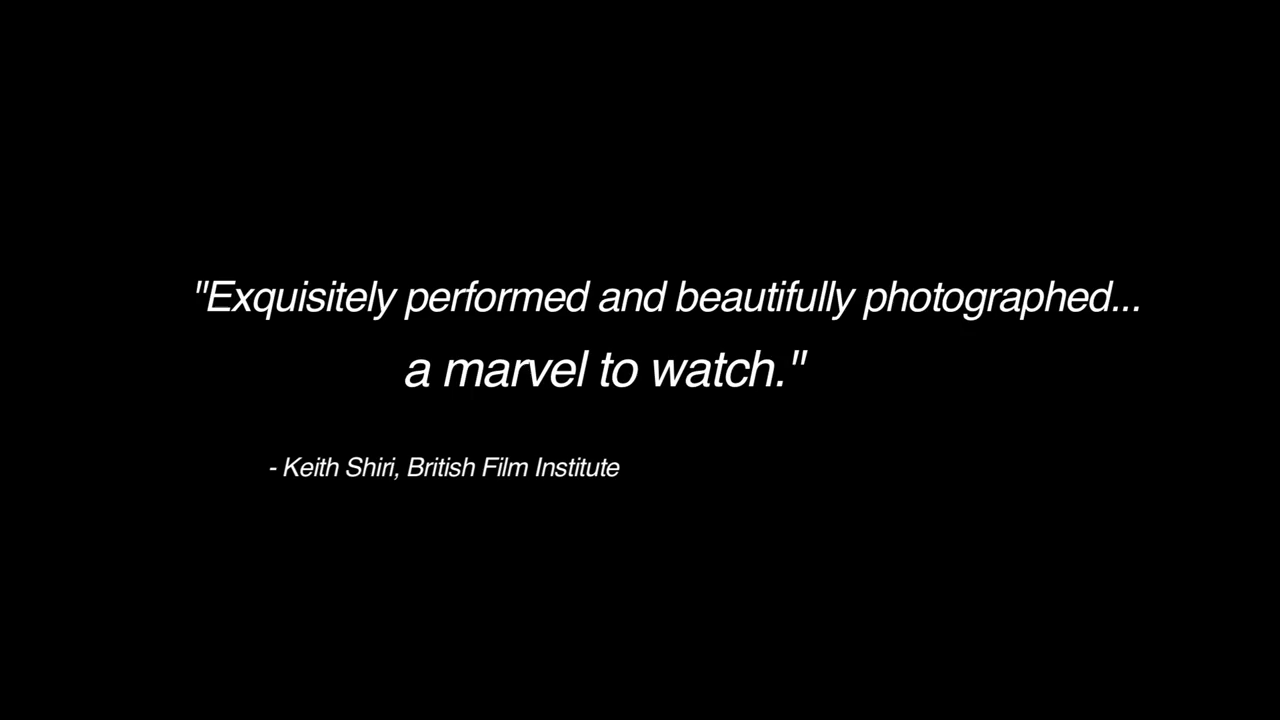 "Exquisitely performed and beautifully photographed...
a marvel to watch."
- Keith Shiri, British Film Institute